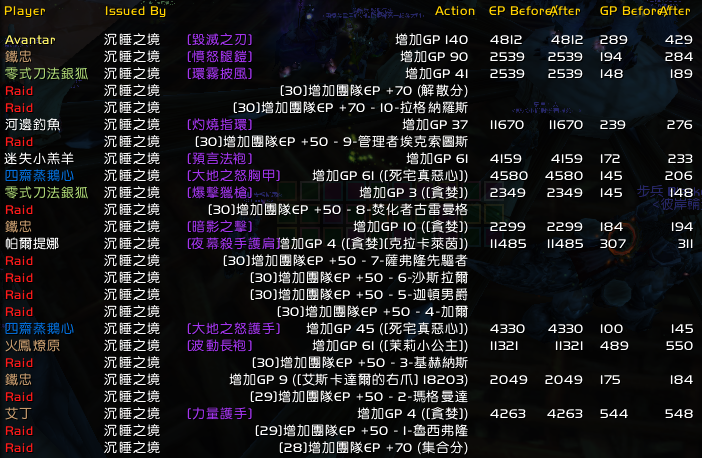 Player Issued By Action EP Before After GP Before After
Avantar 沉睡之境 [毀滅之刃] 增加GP 140 4812 4812 289 429
鐵忠 沉睡之境 [憤怒腿鎧] 增加GP 90 2539 2539 194 284
零式刀法銀狐 沉睡之境 [環霧披風] 增加GP 41 2539 2539 148 189
Raid 沉睡之境 (30)增加團隊EP +70 (解散分)
Raid 沉睡之境 (30)增加團隊EP +70 - 10-拉格納羅斯
河邊釣魚 沉睡之境 [灼燒指環] 增加GP 37 11670 11670 239 276
Raid 沉睡之境 (30)增加團隊EP +50 - 9-管理者埃克索圖斯
迷失小羔羊 沉睡之境 [預言法袍] 增加GP 61 4159 4159 172 233
四齋蒸鵝心 沉睡之境 [大地之怒胸甲] 增加GP 61 ([死宅真惡心]) 4580 4580 145 206
零式刀法銀狐 沉睡之境 [爆擊獵槍] 增加GP 3 ([貪婪]) 2349 2349 145 148
Raid 沉睡之境 (30)增加團隊EP +50 - 8-焚化者古雷曼格
鐵忠 沉睡之境 [暗影之擊] 增加GP 10 ([貪婪]) 2299 2299 184 194
帕爾提娜 沉睡之境 [夜幕殺手護肩]增加GP 4 ([貪婪][克拉卡萊茵]) 11485 11485 307 311
Raid 沉睡之境 (30)增加團隊EP +50 - 7-薩弗隆先驅者
Raid 沉睡之境 (30)增加團隊EP +50 - 6-沙斯拉爾
Raid 沉睡之境 (30)增加團隊EP +50 - 5-迦頓男爵
Raid 沉睡之境 (30)增加團隊EP +50 - 4-加爾
四齋蒸鵝心 沉睡之境 [大地之怒護手] 增加GP 45 ([死宅真惡心]) 4330 4330 100 145
火鳳燎原 沉睡之境 [波動長袍] 增加GP 61 ([茉莉小公主]) 11321 11321 489 550
Raid 沉睡之境 (30)增加團隊EP +50 - 3-基赫納斯
鐵忠 沉睡之境 增加GP 9 ([艾斯卡達爾的右爪] 18203) 2049 2049 175 184
Raid 沉睡之境 (29)增加團隊EP +50 - 2-瑪格曼達
艾丁 沉睡之境 [力量護手] 增加GP 4 ([貪婪]) 4263 4263 544 548
Raid 沉睡之境 (29)增加團隊EP +50 - 1-魯西弗隆
Raid 沉睡之境 (28)增加團隊EP +70 (集合分)
步兵